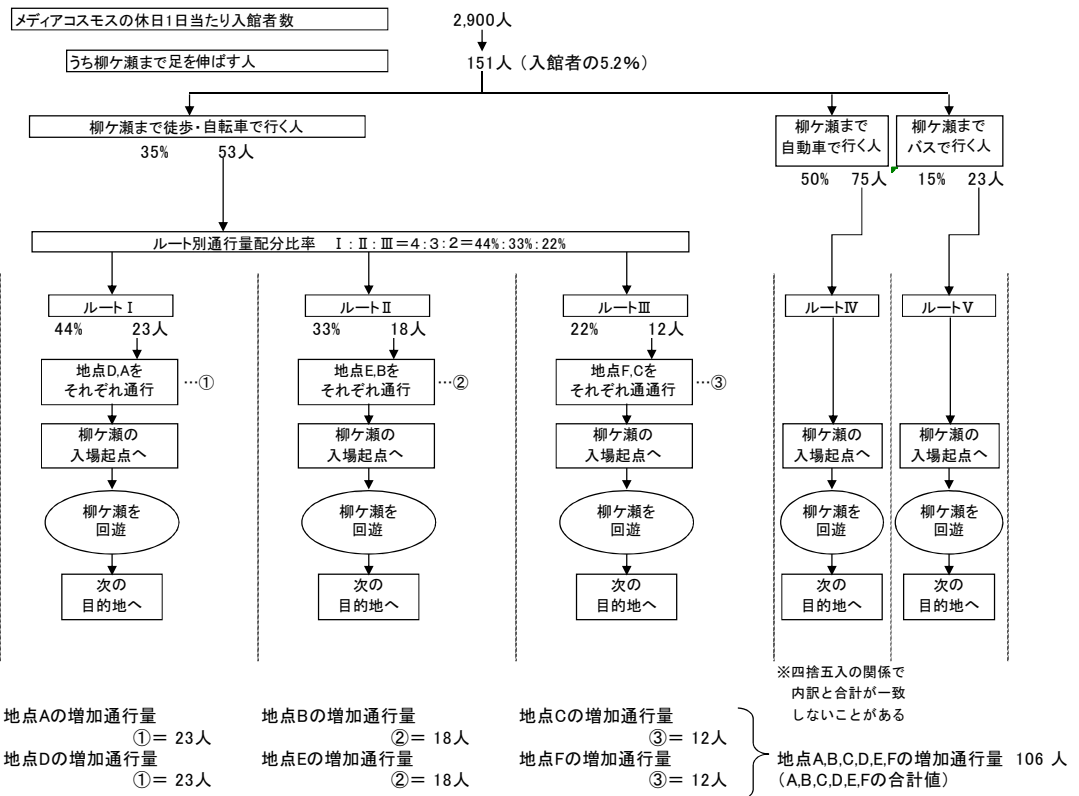 メディアコスモスの休日1日当たり入館者数
2,900人
うち柳ケ瀬まで足を伸ばす人
151人（入館者の5.2%）
柳ケ瀬まで徒歩・自転車で行く人
35% 53人
柳ケ瀬まで
自動車で行く人
50% 75人
柳ケ瀬まで
バスで行く人
15% 23人
ルート別通行量配分比率 Ⅰ：Ⅱ：Ⅲ＝4：3：2＝44%：33%：22%
ルートⅠ
44% 23人
地点D,Aを
それぞれ通行
…①
柳ケ瀬の
入場起点へ
柳ケ瀬を
回遊
次の
目的地へ
ルートⅡ
33% 18人
地点E,Bを
それぞれ通行
…②
柳ケ瀬の
入場起点へ
柳ケ瀬を
回遊
次の
目的地へ
ルートⅢ
22% 12人
地点F,Cを
それぞれ通通行
…③
柳ケ瀬の
入場起点へ
柳ケ瀬を
回遊
次の
目的地へ
ルートⅣ
柳ケ瀬の
入場起点へ
柳ケ瀬を
回遊
次の
目的地へ
ルートⅤ
柳ケ瀬の
入場起点へ
柳ケ瀬を
回遊
次の
目的地へ
※四捨五入の関係で
内訳と合計が一致
しないことがある
地点Aの増加通行量
①＝ 23人
地点Dの増加通行量
①＝ 23人
地点Bの増加通行量
②＝ 18人
地点Eの増加通行量
②＝ 18人
地点Cの増加通行量
③＝ 12人
地点Fの増加通行量
③＝ 12人
地点A,B,C,D,E,Fの増加通行量 106 人
（A,B,C,D,E,Fの合計値）